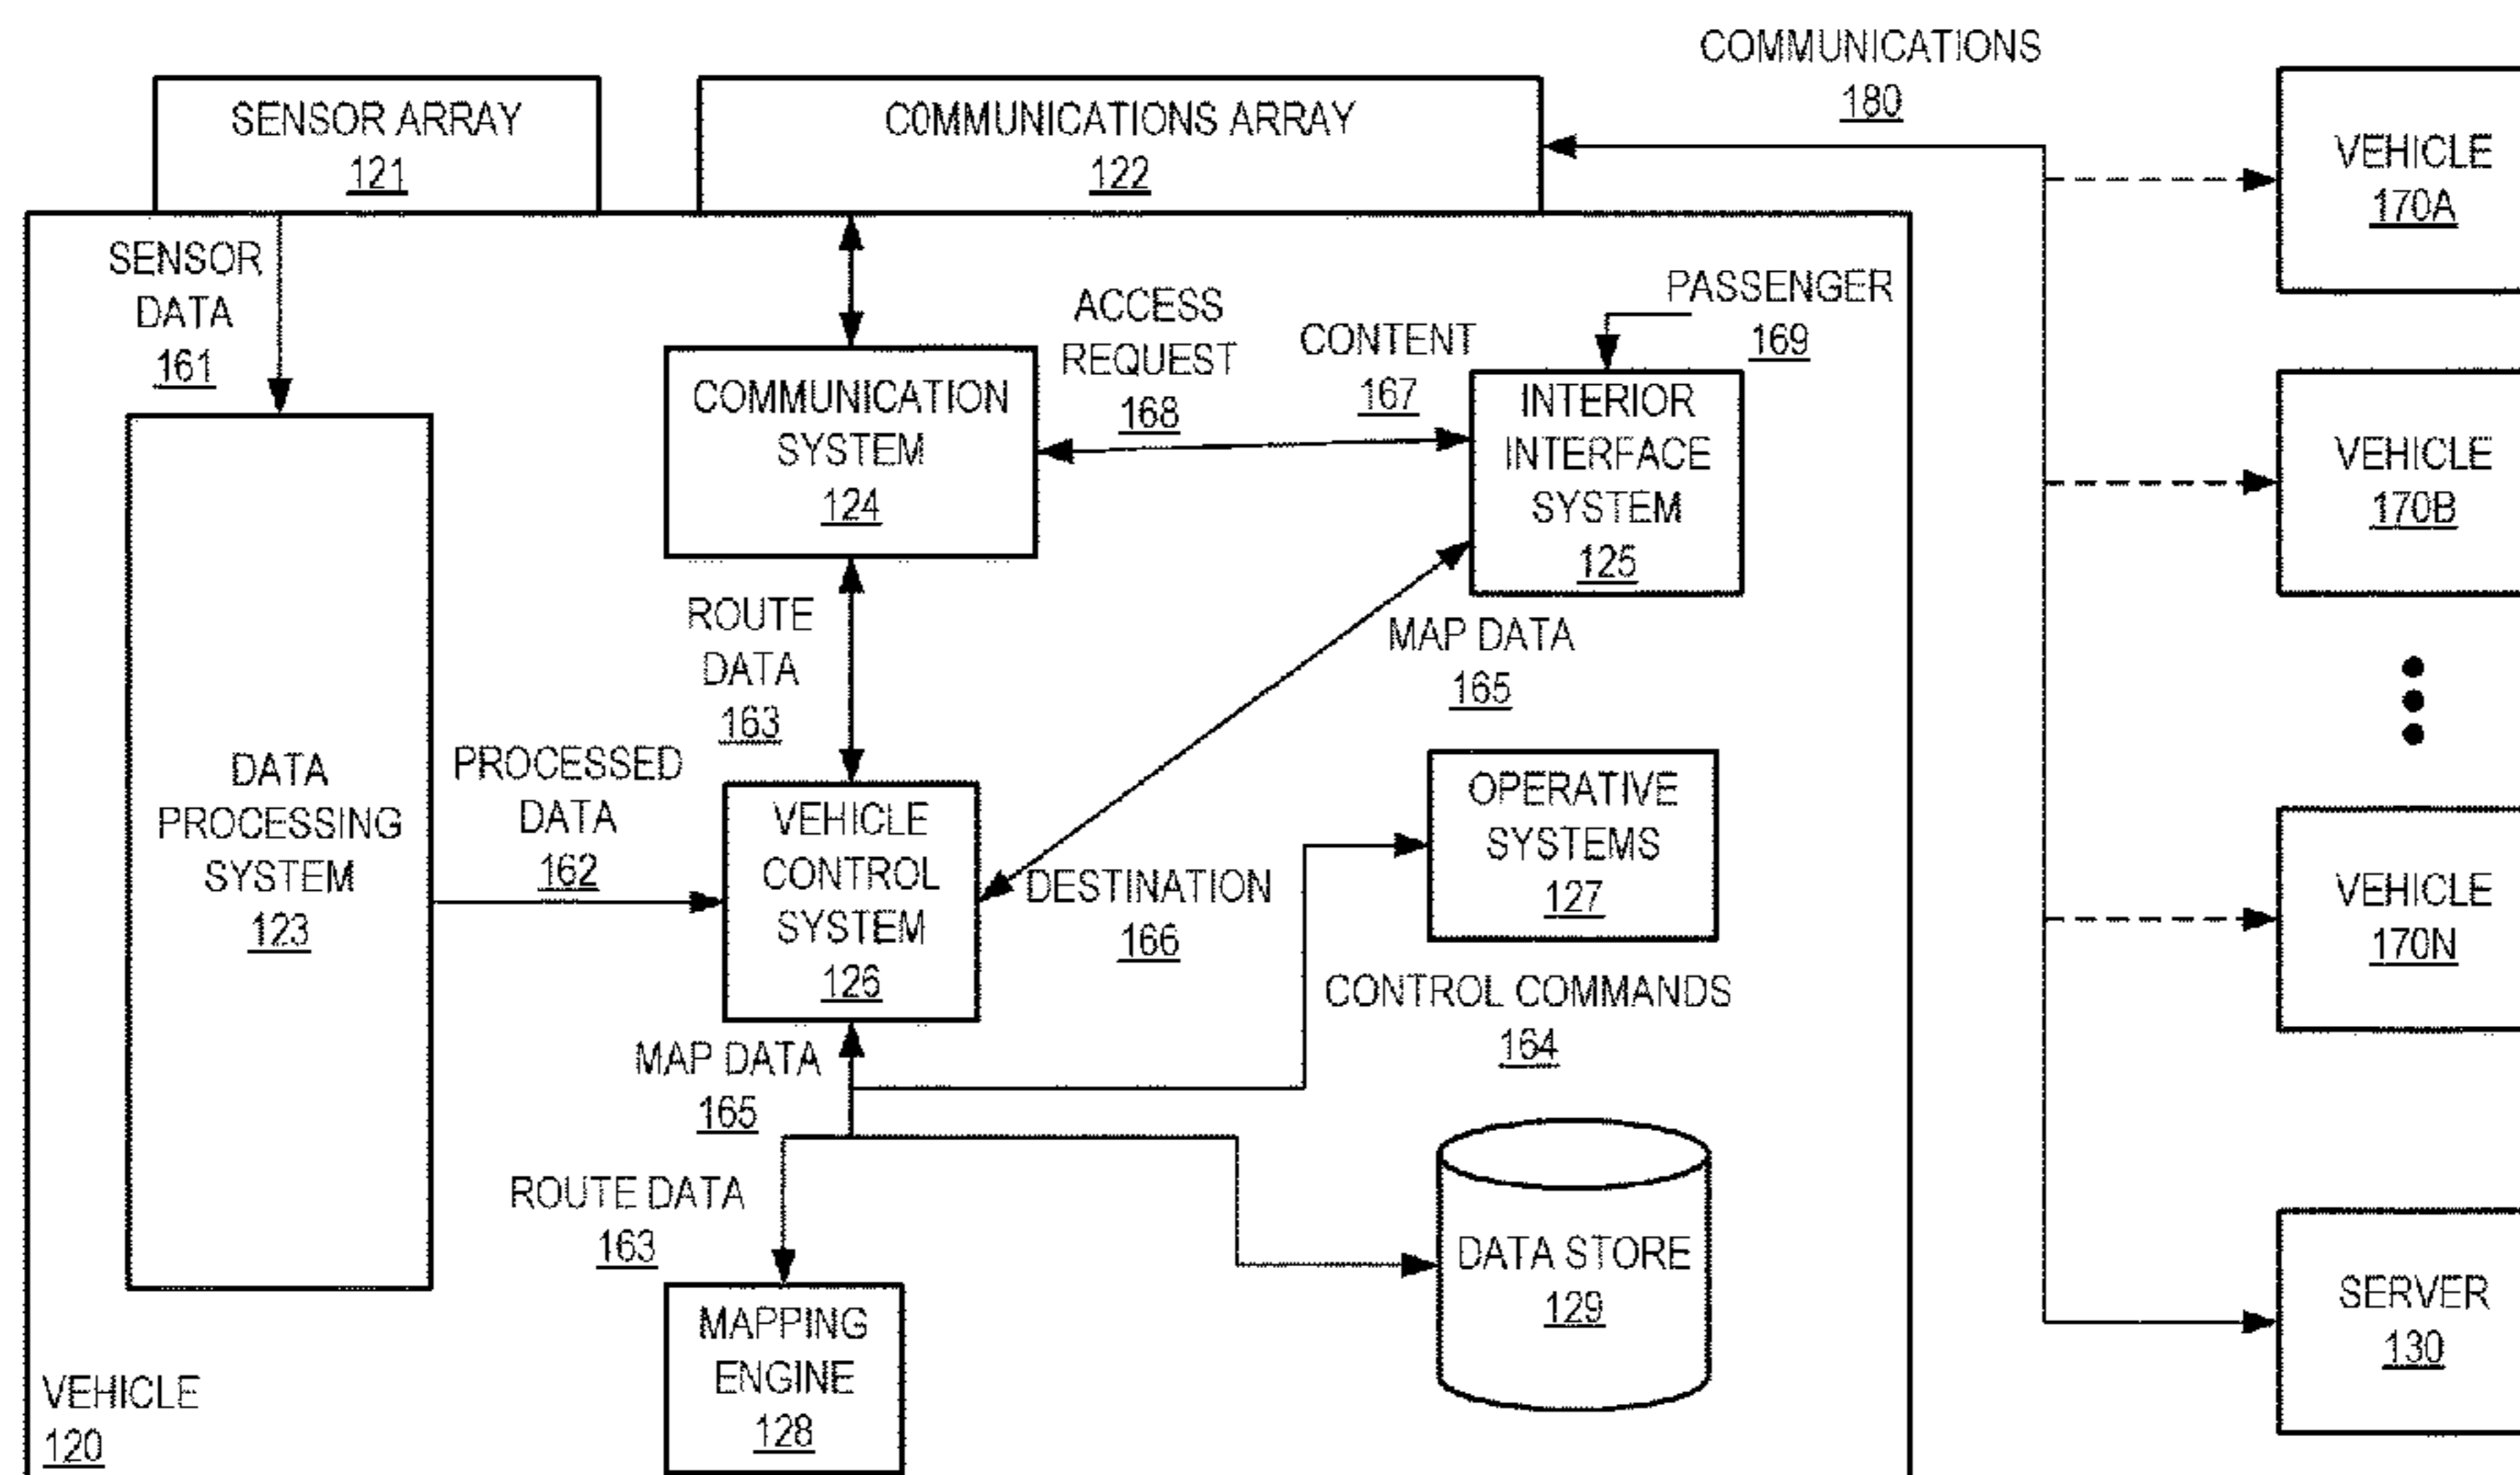 COMMUNICATIONS
180
SENSOR ARRAY
121
COMMUNICATIONS ARRAY
122
VEHICLE
170A
SENSOR
DATA
161
ACCESS
REQUEST
168
CONTENT
167
PASSENGER
169
COMMUNICATION
SYSTEM
124
INTERIOR
INTERFACE
SYSTEM
125
VEHICLE
170B
ROUTE
DATA
163
MAP DATA
165
DATA
PROCESSING
SYSTEM
123
PROCESSED
DATA
162
VEHICLE
CONTROL
SYSTEM
126
DESTINATION
166
OPERATIVE
SYSTEMS
127
VEHICLE
170N
CONTROL COMMANDS
164
MAP DATA
165
ROUTE DATA
163
DATA STORE
129
SERVER
130
MAPPING
ENGINE
128
VEHICLE
120